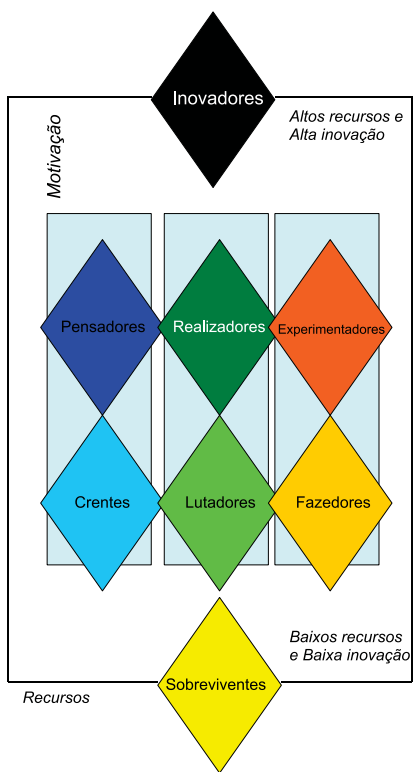 Inovadores
Altos recursos e
Alta inovação
Motivação
Pensadores
Realizadores
Experimentadores
Crentes
Lutadores
Fazedores
Baixos recursos
e Baixa inovação
Sobreviventes
Recursos